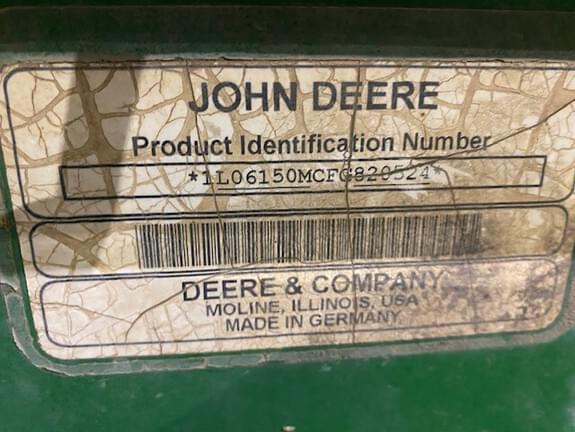 JOHN DEERE
Product Identification Number
*1L06150MCFG820524*
DEERE & COMPANY
MOLINE, ILLINOIS, USA
MADE IN GERMANY